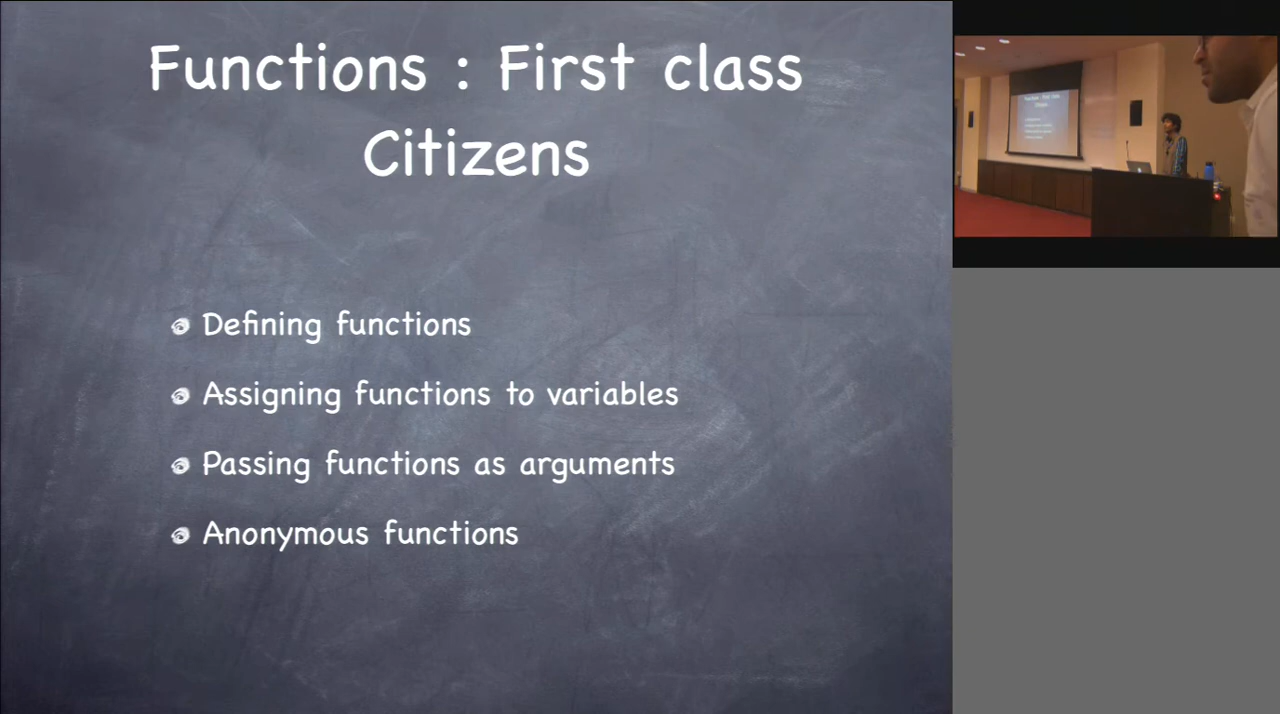 Functions : First class
Citizens
Defining functions
Assigning functions to variables
Passing functions as arguments
Anonymous functions